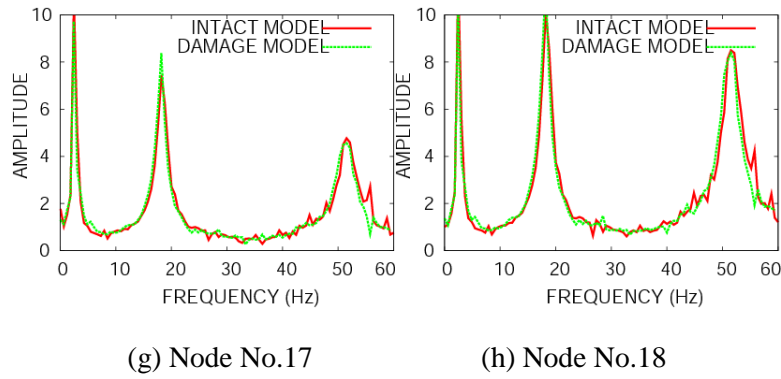 INTACT MODEL
DAMAGE MODEL
AMPLITUDE
10
8
6
4
2
0
0 10 20 30 40 50 60
FREQUENCY (Hz)
(g) Node No.17
INTACT MODEL
DAMAGE MODEL
AMPLITUDE
10
8
6
4
2
0
0 10 20 30 40 50 60
FREQUENCY (Hz)
(h) Node No.18